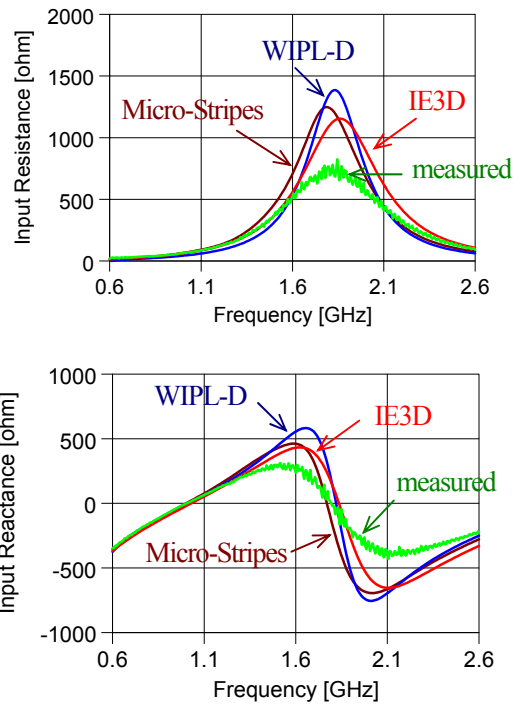 2000
1500
1000
500
0
Input Resistance [ohm]
WIPL-D
Micro-Stripes
IE3D
measured
0.6 1.1 1.6 2.1 2.6
Frequency [GHz]
1000
500
0
-500
-1000
Input Reactance [ohm]
WIPL-D
IE3D
measured
Micro-Stripes
0.6 1.1 1.6 2.1 2.6
Frequency [GHz]